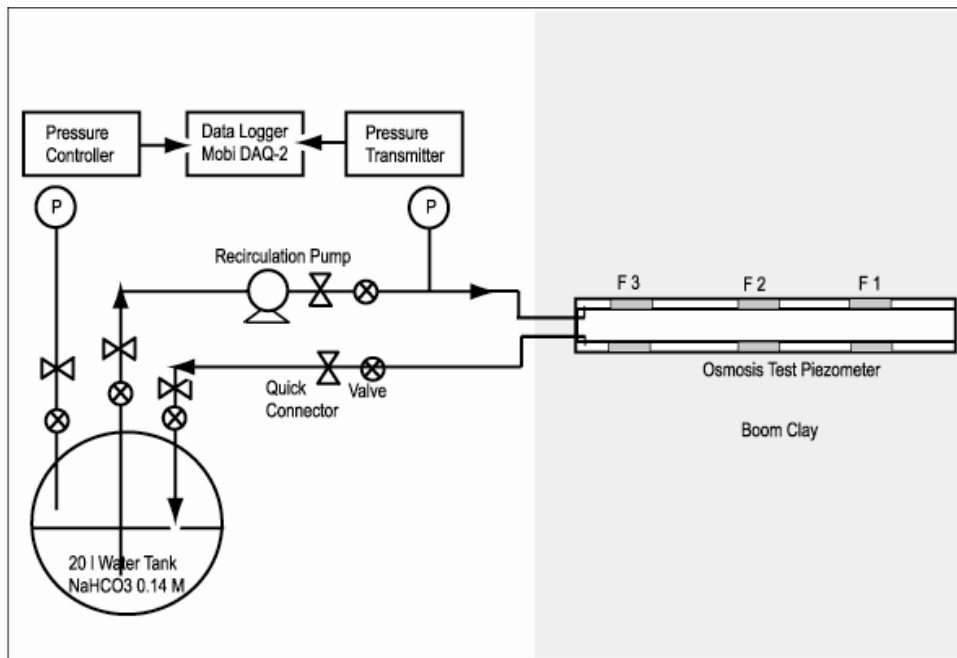 Pressure
Controller
Data Logger
Mobi DAQ-2
Pressure
Transmitter
P
P
Recirculation Pump
F 3
F 2
F 1
Quick
Connector
Valve
Osmosis Test Piezometer
Boom Clay
20 l Water Tank
NaHCO3 0.14 M